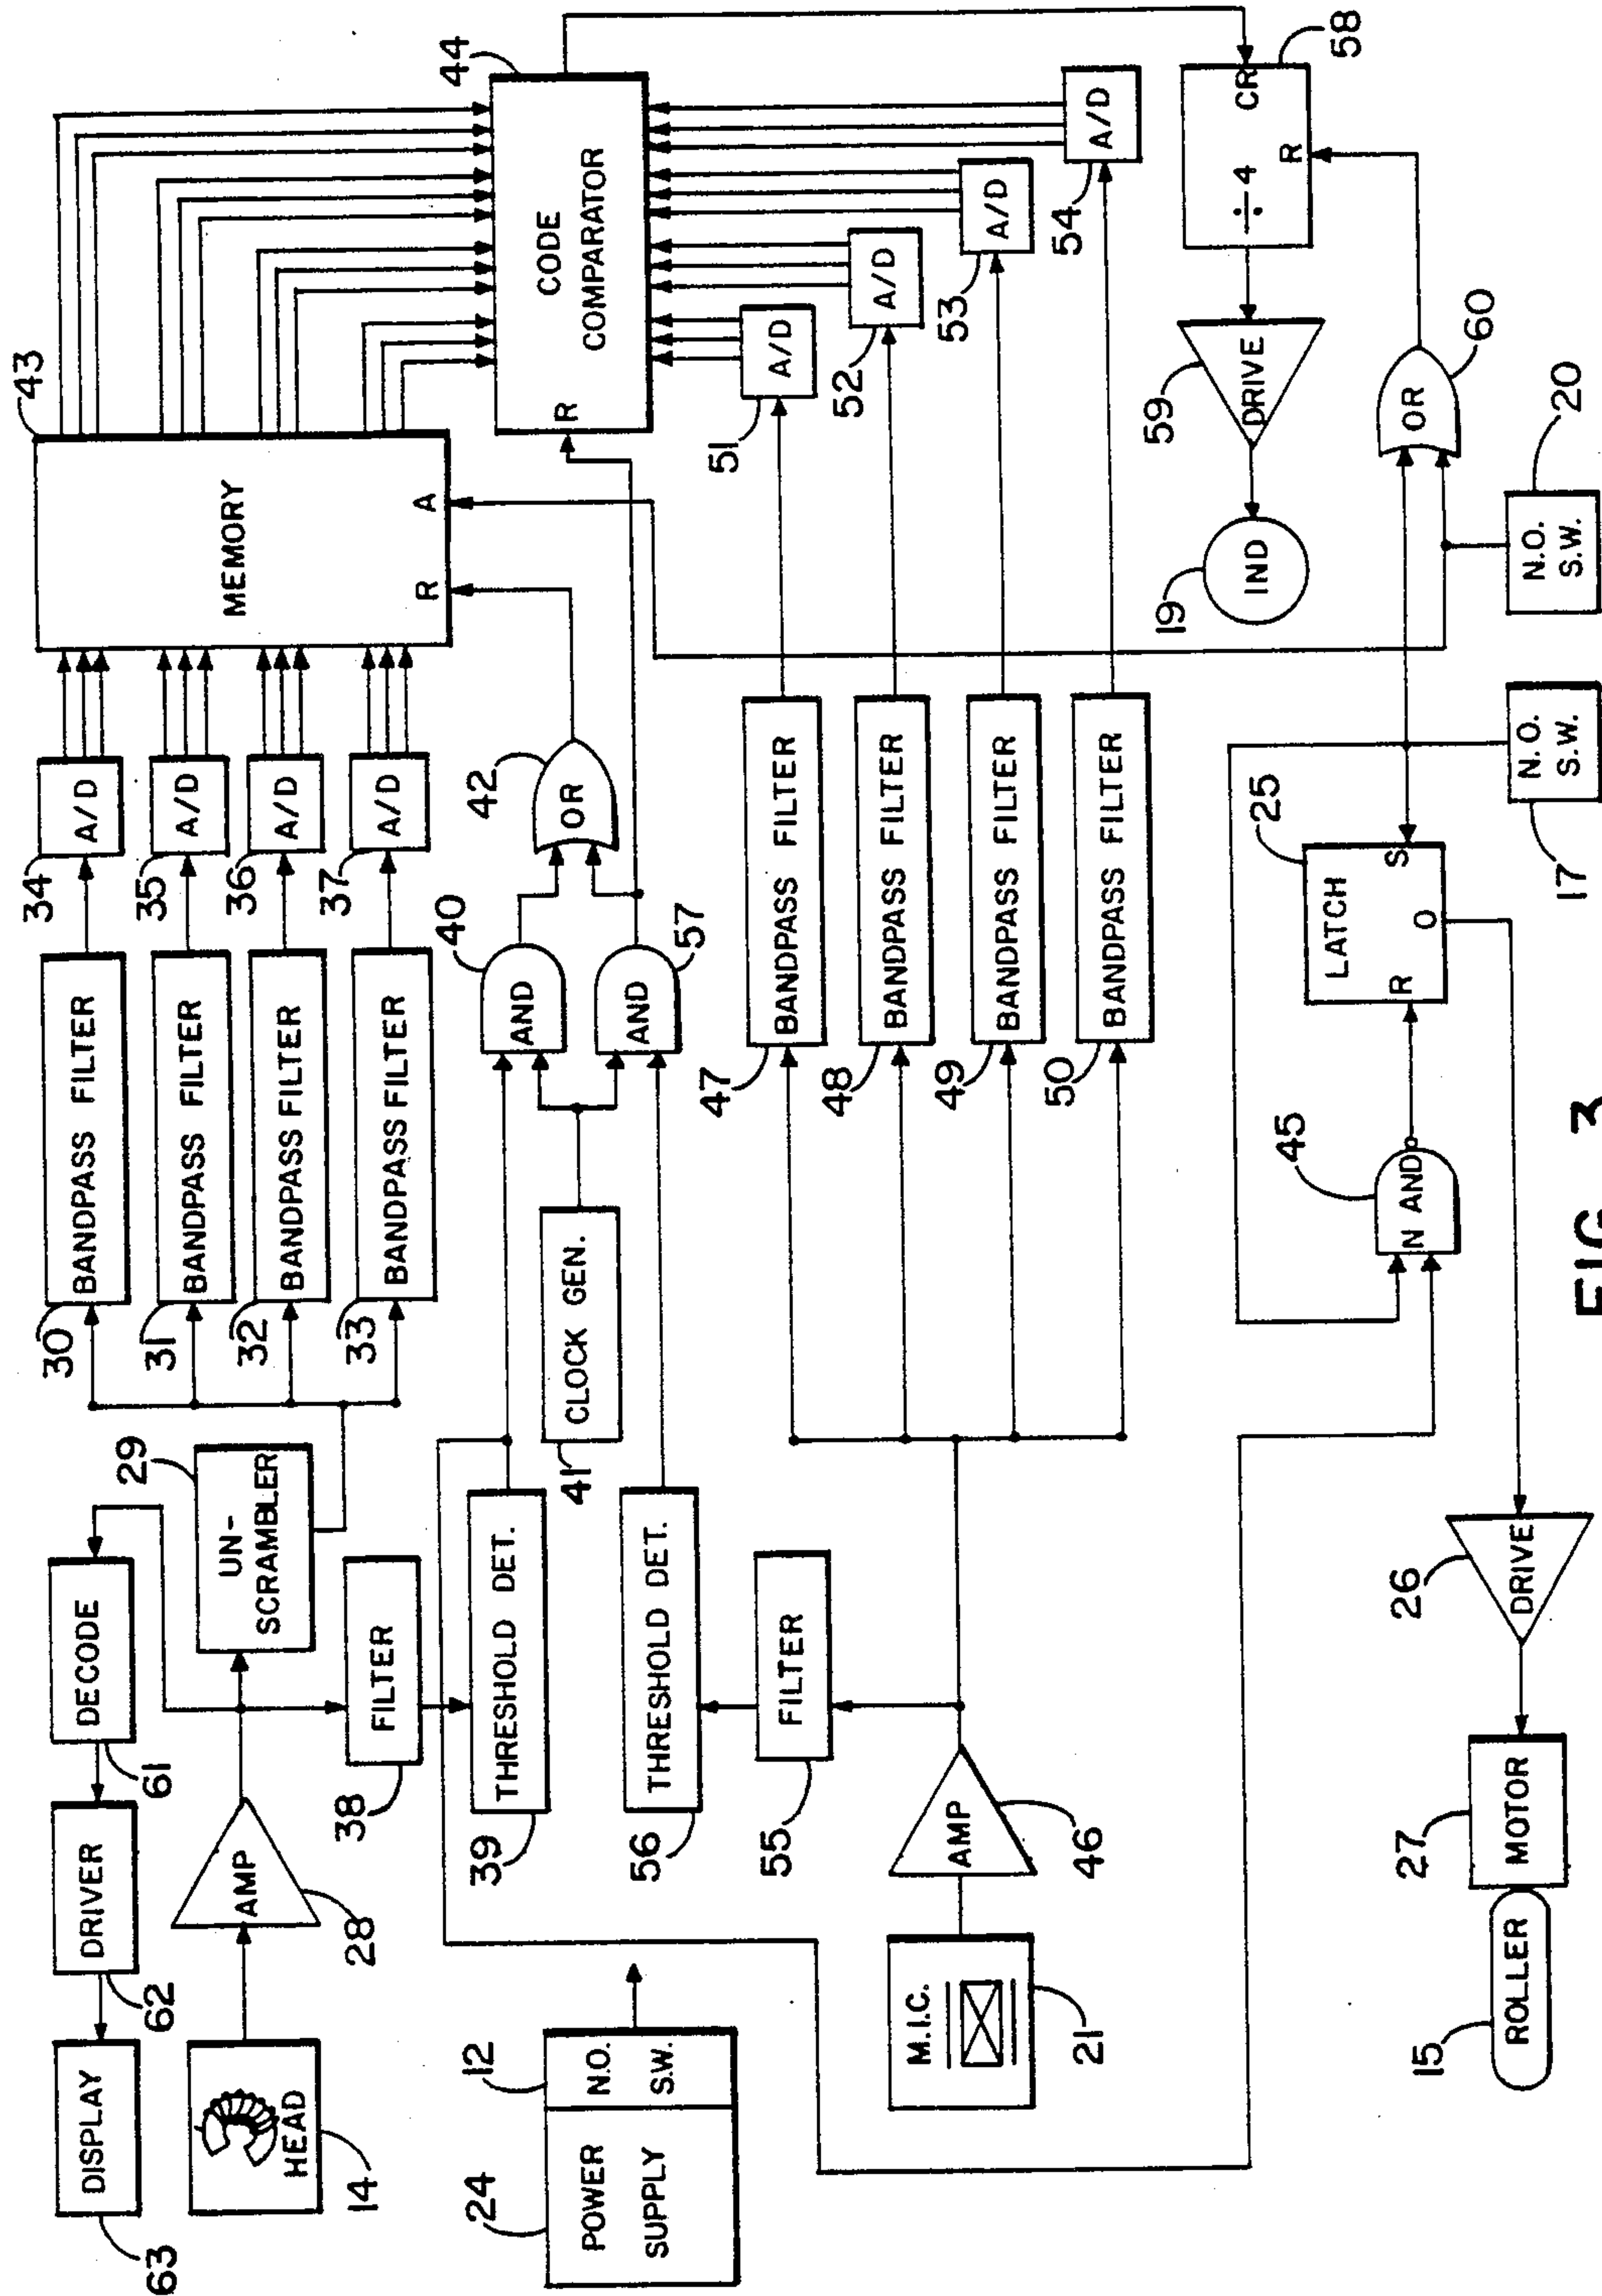 DISPLAY
63
DRIVER
62
DECODE
61
HEAD
14
AMP
28
UN-
SCRAMBLER
29
FILTER
38
THRESHOLD DET.
39
30
BANDPASS FILTER
31
BANDPASS FILTER
32
BANDPASS FILTER
33
BANDPASS FILTER
34
A/D
35
A/D
36
A/D
37
A/D
MEMORY
R
A
43
CODE
COMPARATOR
R
44
POWER
SUPPLY
24
N.O.
S.W.
12
CLOCK GEN.
41
AND
40
AND
57
OR
42
THRESHOLD DET.
56
FILTER
55
M.I.C.
21
AMP
46
47
BANDPASS FILTER
48
BANDPASS FILTER
49
BANDPASS FILTER
50
BANDPASS FILTER
51
A/D
52
A/D
53
A/D
54
A/D
÷4
CR
R
58
DRIVE
59
IND
19
OR
60
N.O.
S.W.
20
N.O.
S.W.
17
LATCH
R
S
O
25
N AND
45
DRIVE
26
MOTOR
27
ROLLER
15
FIG. 3